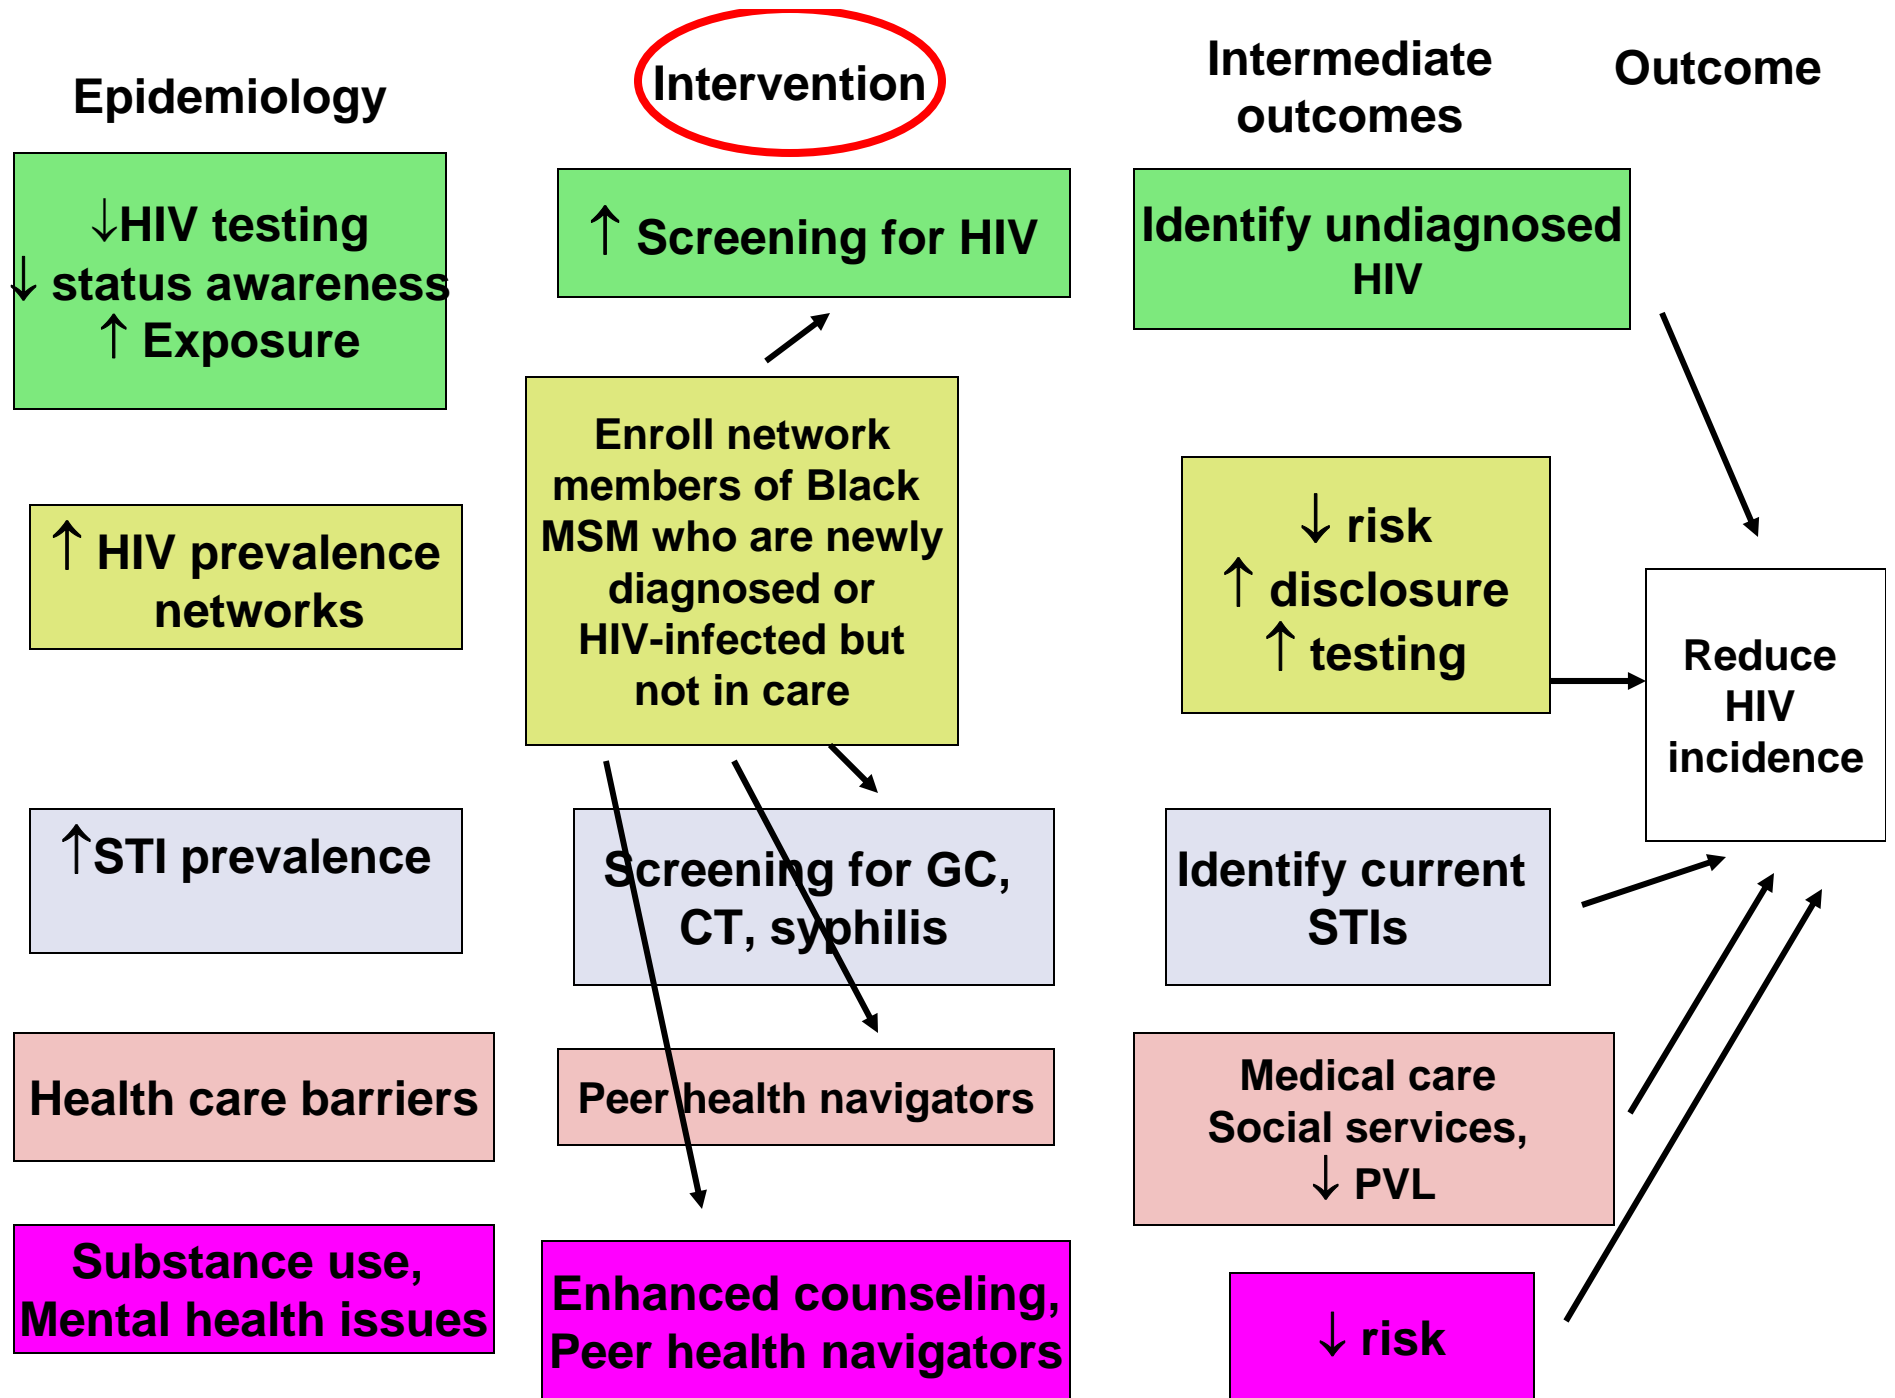 Epidemiology
Intervention
Intermediate
outcomes
Outcome
↓HIV testing
↓ status awareness
↑ Exposure
↑ Screening for HIV
Identify undiagnosed
HIV
↑ HIV prevalence
networks
Enroll network
members of Black
MSM who are newly
diagnosed or
HIV-infected but
not in care
↓ risk
↑ disclosure
↑ testing
Reduce
HIV
incidence
↑STI prevalence
Screening for GC,
CT, syphilis
Identify current
STIs
Health care barriers
Peer health navigators
Medical care
Social services,
↓ PVL
Substance use,
Mental health issues
Enhanced counseling,
Peer health navigators
↓ risk